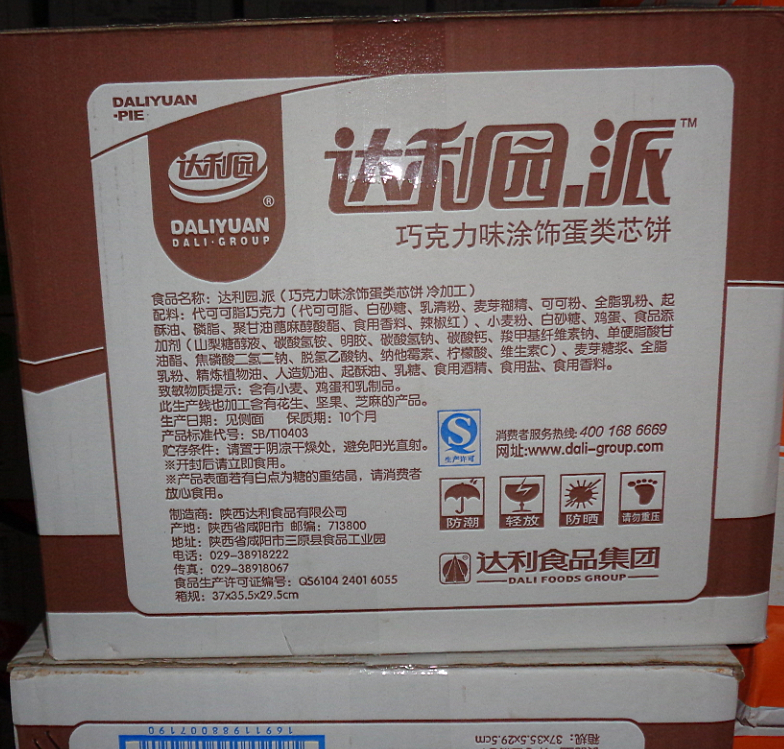 DALIYUAN
·PIE
达利园
®
DALIYUAN
DALI·GROUP
达利园.派™
巧克力味涂饰蛋类芯饼
食品名称：达利园.派（巧克力味涂饰蛋类芯饼 冷加工）
配料：代可可脂巧克力（代可可脂、白砂糖、乳清粉、麦芽糊精、可可粉、全脂乳粉、起
酥油、磷脂、聚甘油蓖麻醇酸酯、食用香料、辣椒红）、小麦粉、白砂糖、鸡蛋、食品添
加剂（山梨糖醇液、碳酸氢铵、明胶、碳酸氢钠、碳酸钙、羧甲基纤维素钠、单硬脂酸甘
油酯、焦磷酸二氢二钠、脱氢乙酸钠、纳他霉素、柠檬酸、维生素C）、麦芽糖浆、全脂
乳粉、精炼植物油、人造奶油、起酥油、乳糖、食用酒精、食用盐、食用香料。
致敏物质提示：含有小麦、鸡蛋和乳制品。
此生产线也加工含有花生、坚果、芝麻的产品。
生产日期：见侧面 保质期：10个月
产品标准代号：SB/T10403
贮存条件：请置于阴凉干燥处，避免阳光直射。
※开封后请立即食用。
※产品表面若有白点为糖的重结晶，请消费者
放心食用。
生产许可
消费者服务热线：400 168 6669
网址：www.dali-group.com
防潮
轻放
防晒
请勿重压
制造商：陕西达利食品有限公司
产地：陕西省咸阳市 邮编：713800
地址：陕西省咸阳市三原县食品工业园
电话：029-38918222
传真：029-38918067
食品生产许可证编号：QS6104 2401 6055
箱规：37x35.5x29.5cm
达利食品集团
DALI FOODS GROUP
16911988007190
箱规：37x35.5x29.5cm